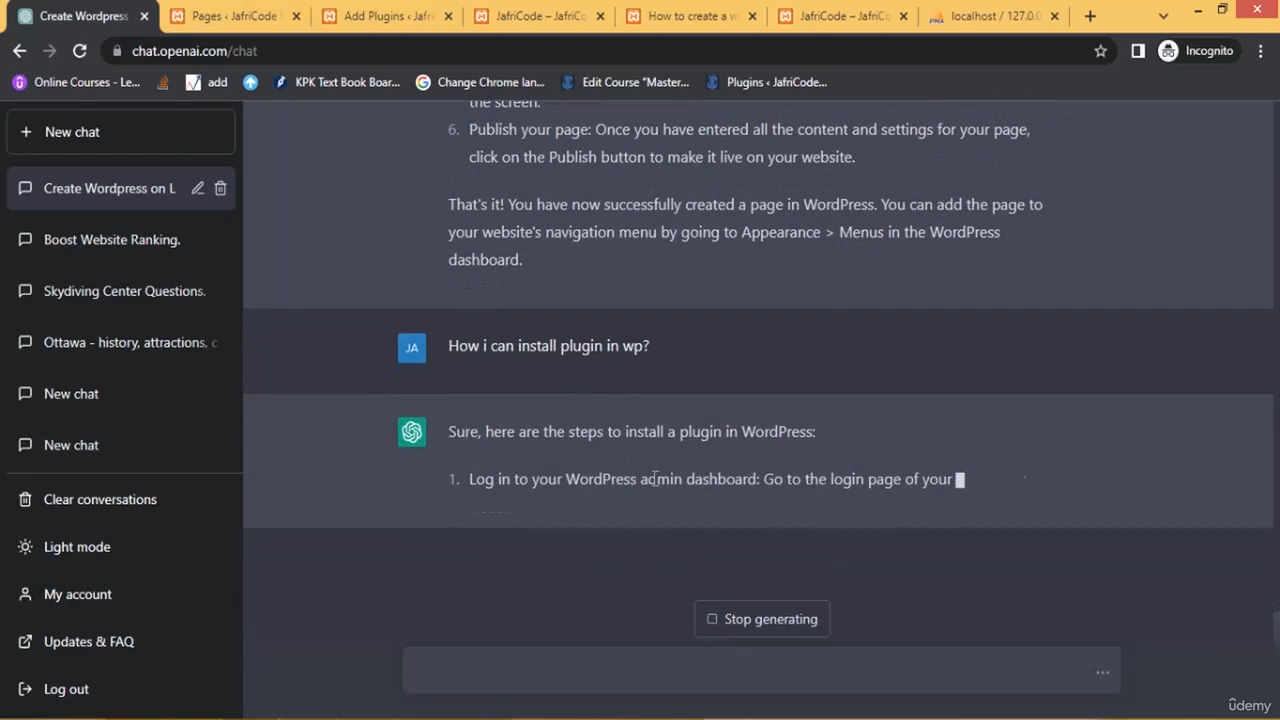 Create Wordpress
Pages ‹ JafriCode
Add Plugins ‹ Jafri
JafriCode – JafriC
How to create a w
JafriCode – JafriC
localhost / 127.0.0
chat.openai.com/chat
Incognito
Online Courses - Le...
add
KPK Text Book Boar...
Change Chrome lan...
Edit Course "Master...
Plugins ‹ JafriCode...
New chat
Create Wordpress on L
Boost Website Ranking.
Skydiving Center Questions.
Ottawa - history, attractions, c
New chat
New chat
Clear conversations
Light mode
My account
Updates & FAQ
Log out
the screen.
6. Publish your page: Once you have entered all the content and settings for your page,
click on the Publish button to make it live on your website.
That's it! You have now successfully created a page in WordPress. You can add the page to
your website's navigation menu by going to Appearance > Menus in the WordPress
dashboard.
JA
How i can install plugin in wp?
Sure, here are the steps to install a plugin in WordPress:
1. Log in to your WordPress admin dashboard: Go to the login page of your
Stop generating
ûdemy